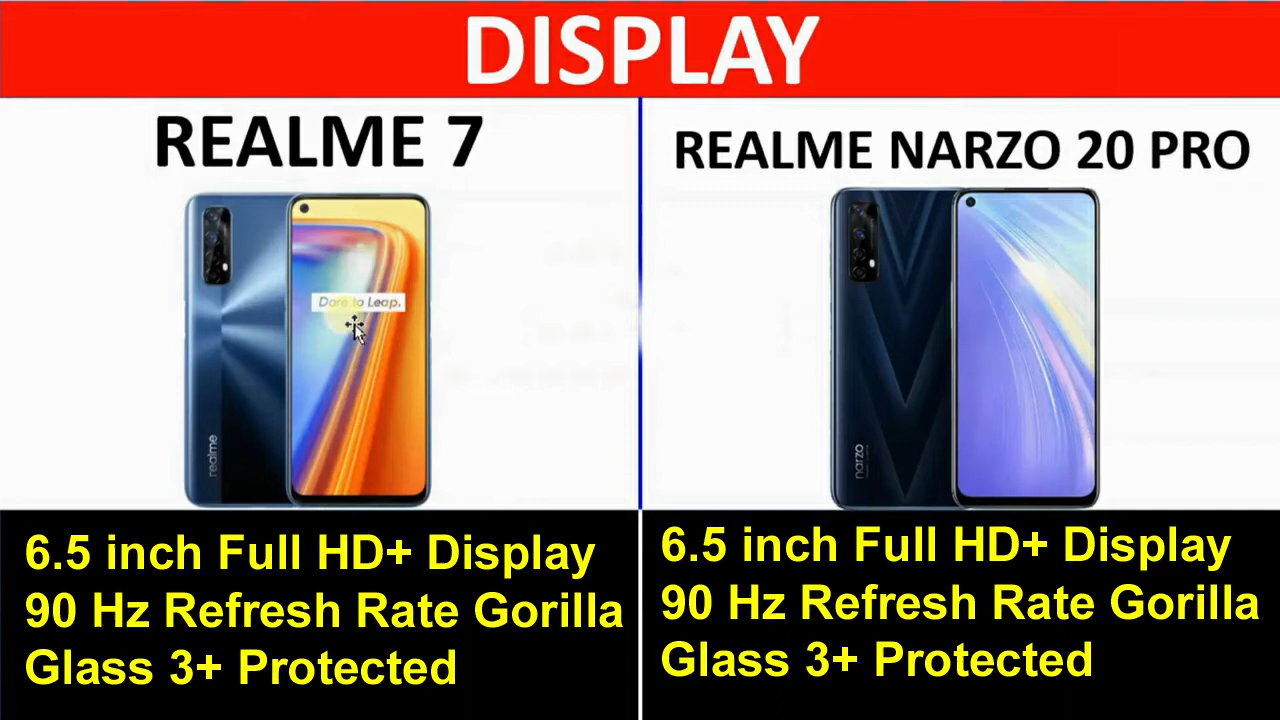 DISPLAY
REALME 7
REALME NARZO 20 PRO
Dare to Leap.
realme
narzo
6.5 inch Full HD+ Display
90 Hz Refresh Rate Gorilla
Glass 3+ Protected
6.5 inch Full HD+ Display
90 Hz Refresh Rate Gorilla
Glass 3+ Protected